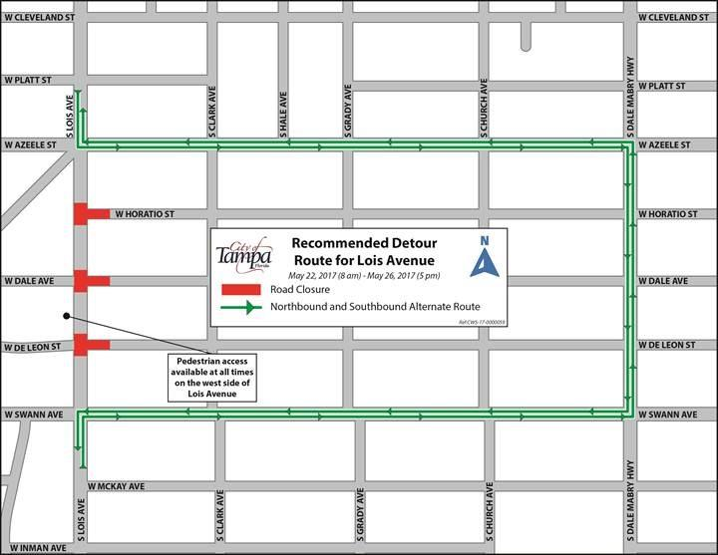 W CLEVELAND ST
W CLEVELAND ST
W PLATT ST
W PLATT ST
S LOIS AVE
S CLARK AVE
S HALE AVE
S GRADY AVE
S CHURCH AVE
S DALE MABRY HWY
W AZEELE ST
W AZEELE ST
W HORATIO ST
W HORATIO ST
City of
Tampa
Florida
Recommended Detour
Route for Lois Avenue
May 22, 2017 (8 am) - May 26, 2017 (5 pm)
N
Road Closure
Northbound and Southbound Alternate Route
W DALE AVE
W DALE AVE
W DE LEON ST
W DE LEON ST
Pedestrian access
available at all times
on the west side of
Lois Avenue
W SWANN AVE
W SWANN AVE
W MCKAY AVE
S LOIS AVE
S CLARK AVE
S GRADY AVE
S CHURCH AVE
S DALE MABRY HWY
W INMAN AVE